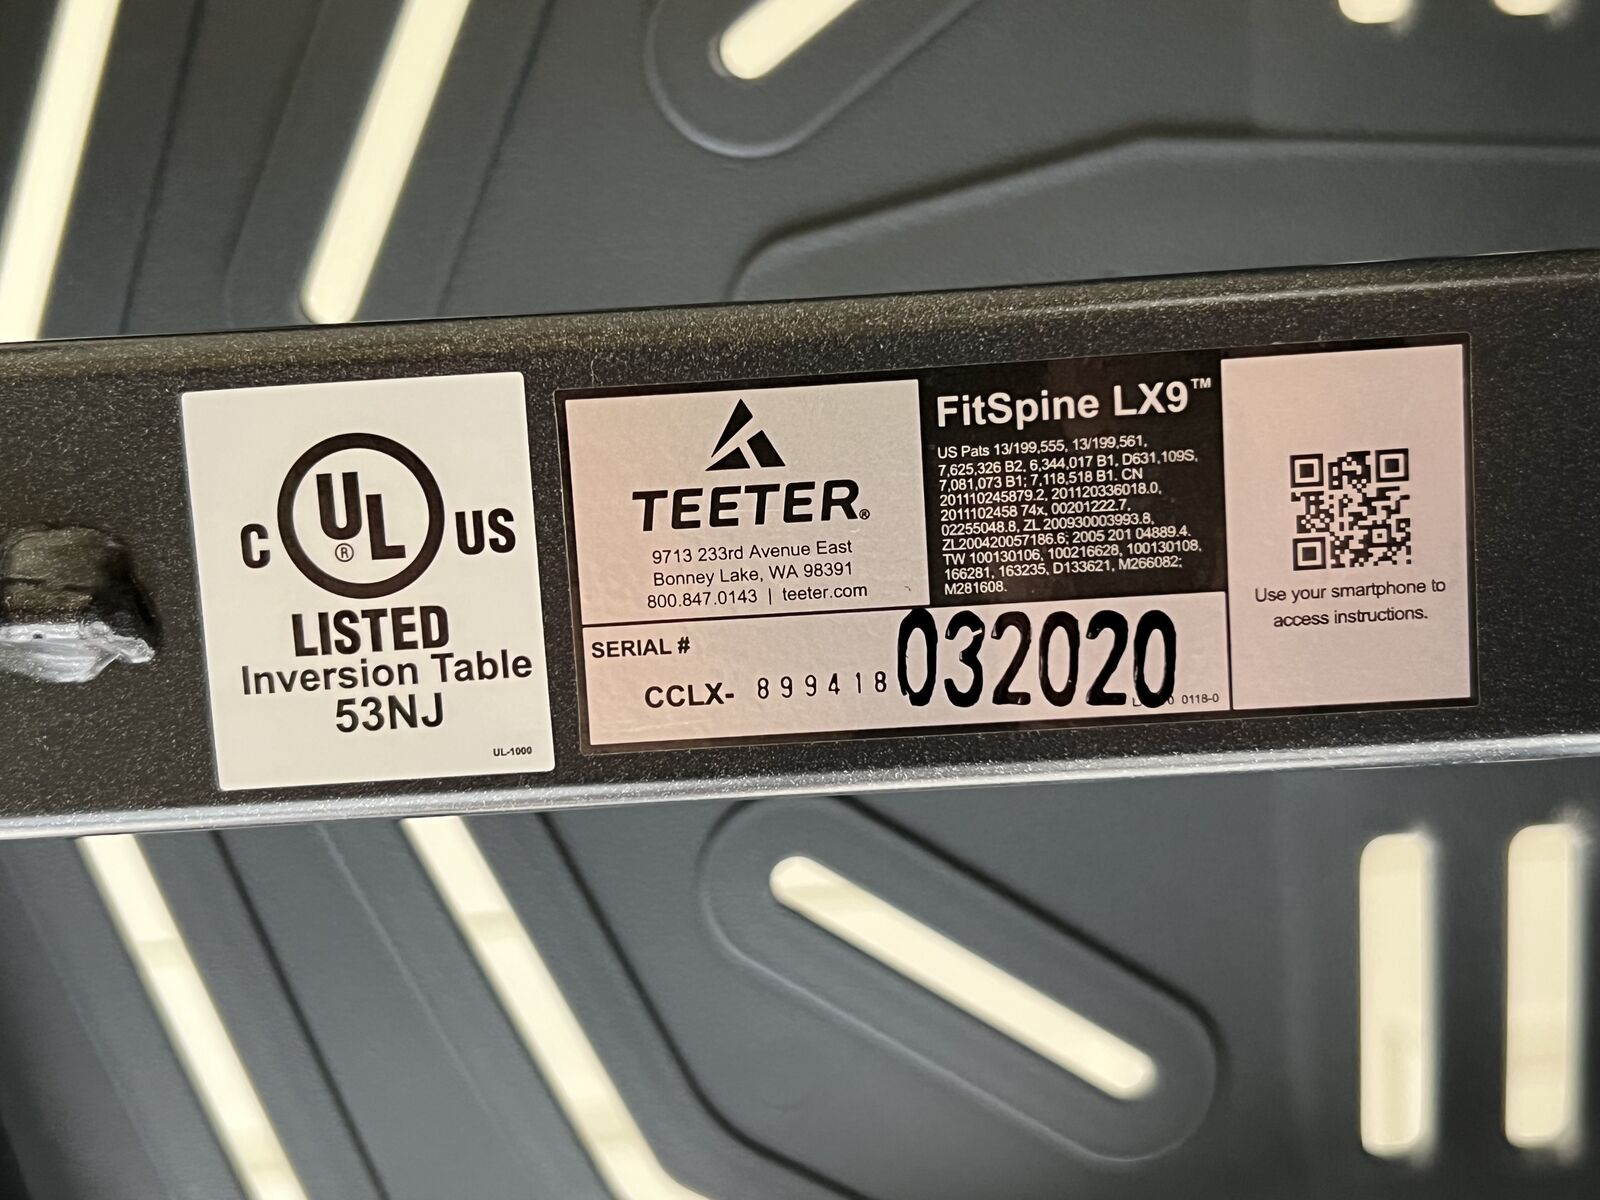 C UL ® US
LISTED
Inversion Table
53NJ
UL-1000
TEETER®
9713 233rd Avenue East
Bonney Lake, WA 98391
800.847.0143 | teeter.com
SERIAL #
CCLX- 899418 032020
0118-0
FitSpine LX9™
US Pats 13/199,555, 13/199,561,
7,625,326 B2, 6,344,017 B1, D631,109S,
7,081,073 B1; 7,118,518 B1. CN
201110245879.2, 201120336018.0,
2011102458 74x, 00201222.7,
02255048.8, ZL 200930003993.8,
ZL200420057186.6; 2005 201 04889.4.
TW 100130106, 100216628, 100130108,
166281, 163235, D133621, M266082;
M281608.
Use your smartphone to
access instructions.